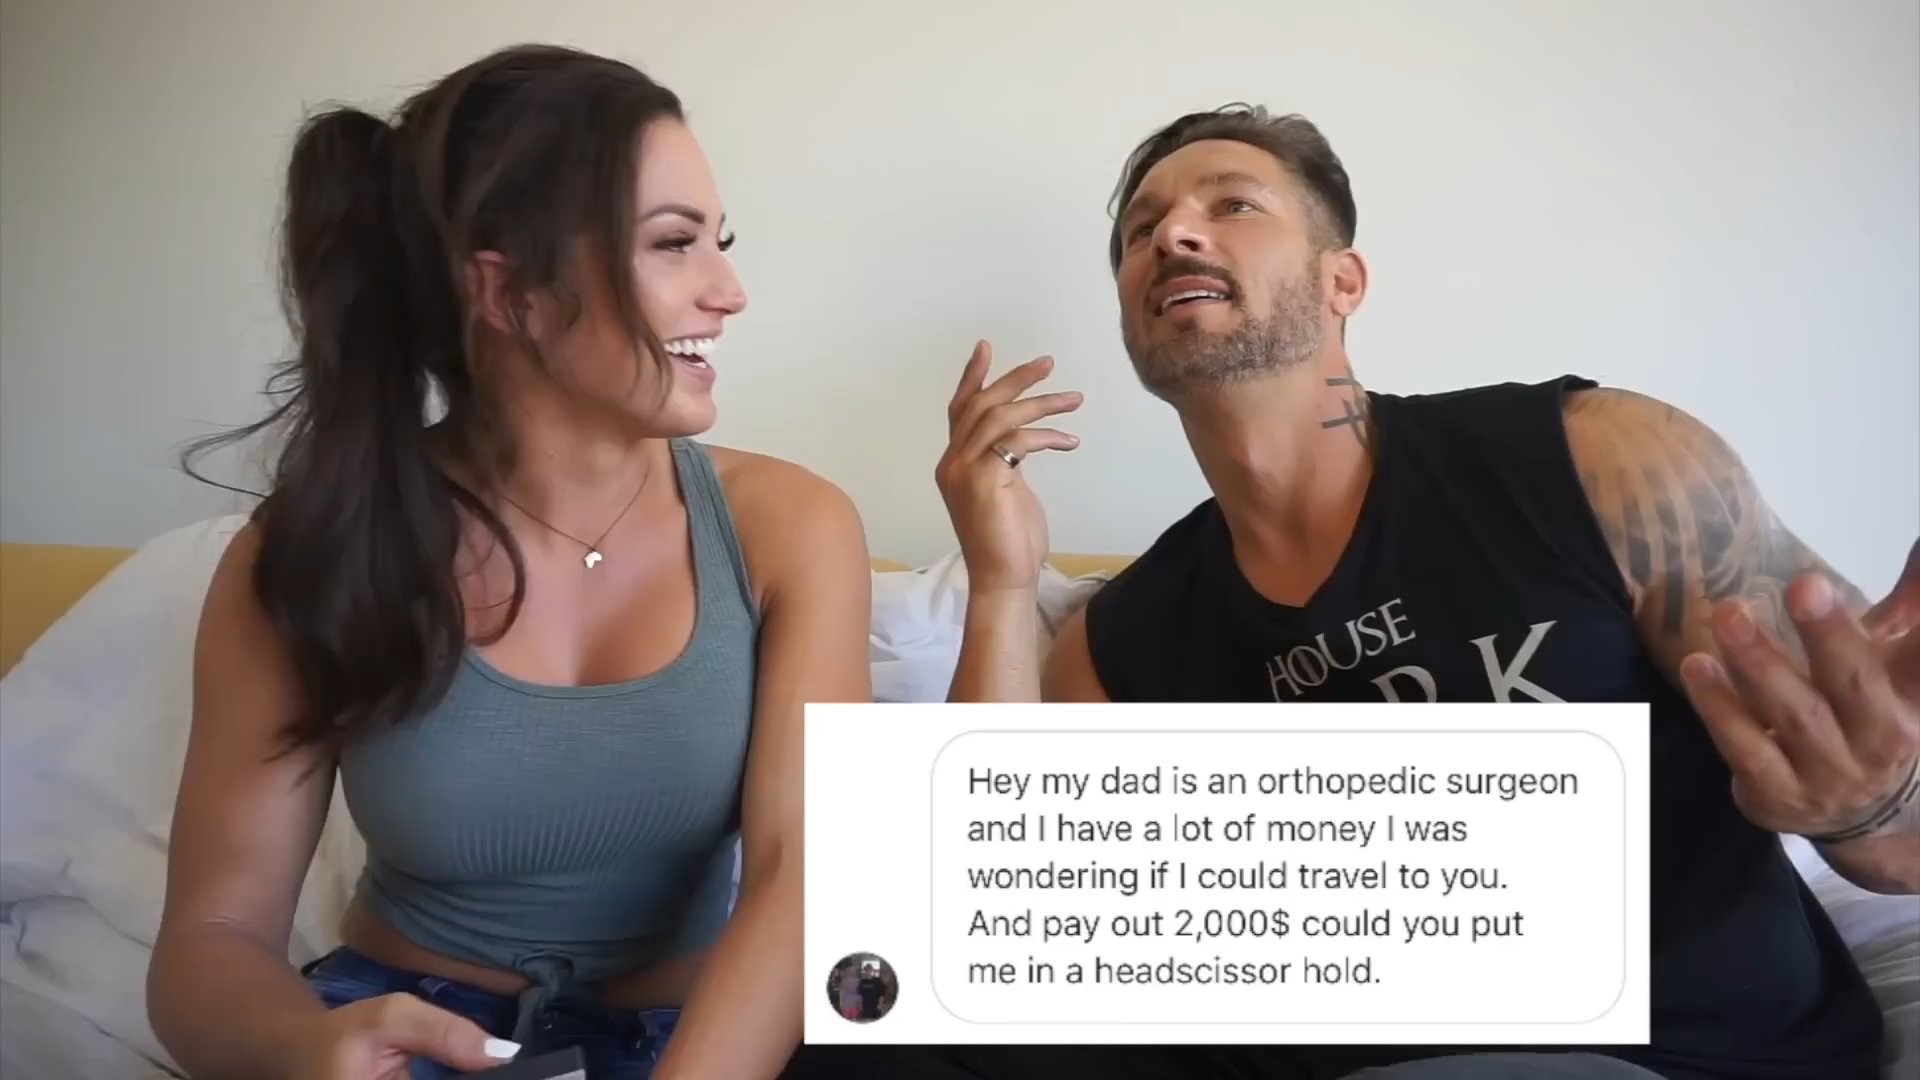 HOUSE
Hey my dad is an orthopedic surgeon
and I have a lot of money I was
wondering if I could travel to you.
And pay out 2,000$ could you put
me in a headscissor hold.